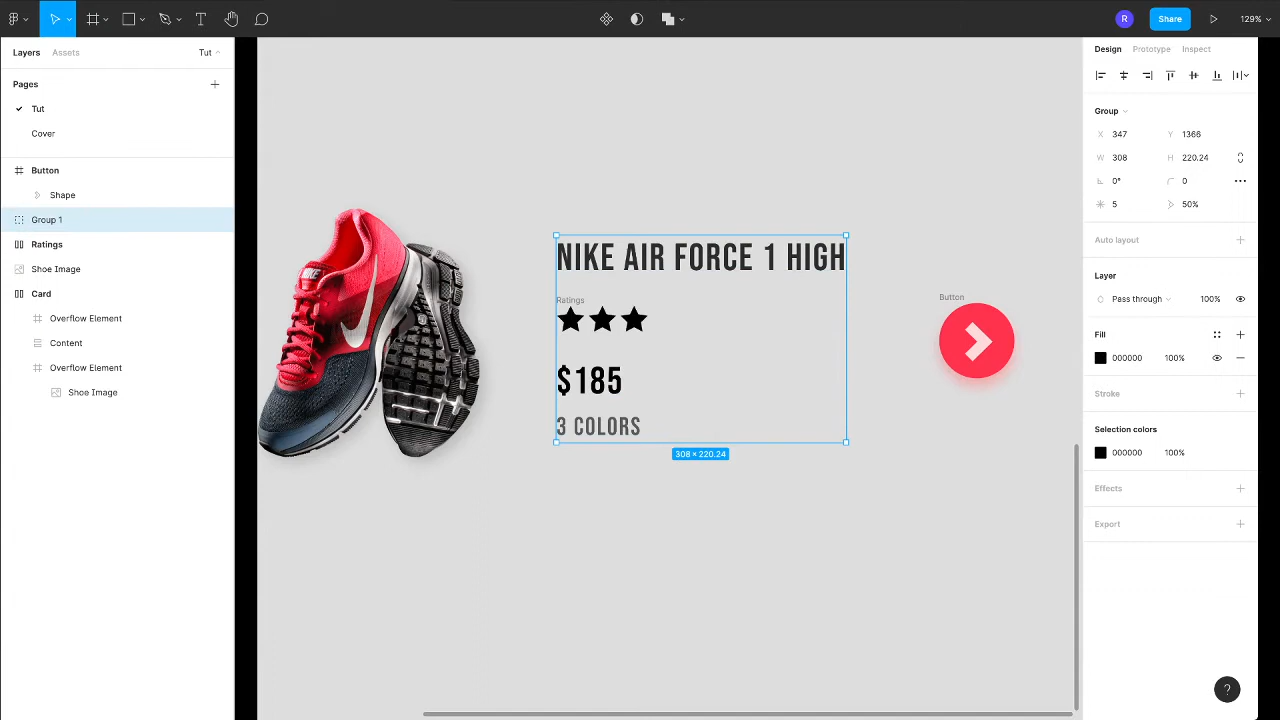 R
Share
129%
Layers
Assets
Tut
Pages
Tut
Cover
Button
Shape
Group 1
Ratings
Shoe Image
Card
Overflow Element
Content
Overflow Element
Shoe Image
NIKE
NIKE AIR FORCE 1 HIGH
Ratings
$185
3 COLORS
308 × 220.24
Button
Design
Prototype
Inspect
Group
X 347
Y 1366
W 308
H 220.24
0°
0
5
50%
Auto layout
Layer
Pass through
100%
Fill
000000
100%
Stroke
Selection colors
000000
100%
Effects
Export
?